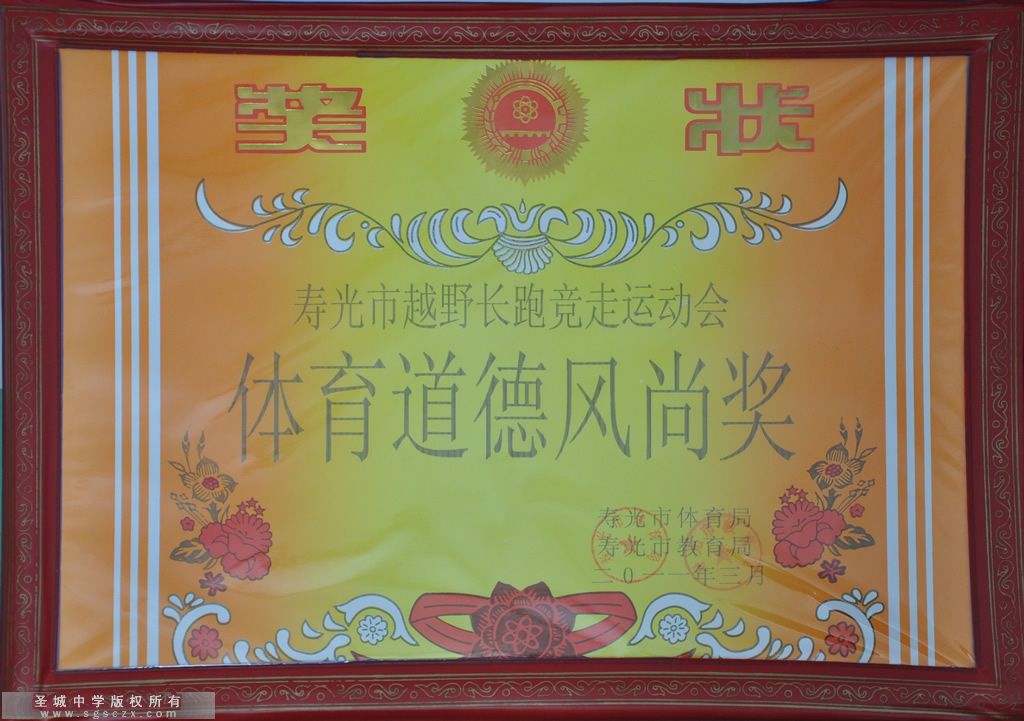 奖状
寿光市越野长跑竞走运动会
体育道德风尚奖
寿光市体育局
寿光市教育局
二0一一年三月
圣城中学版权所有
www.sgsczx.com